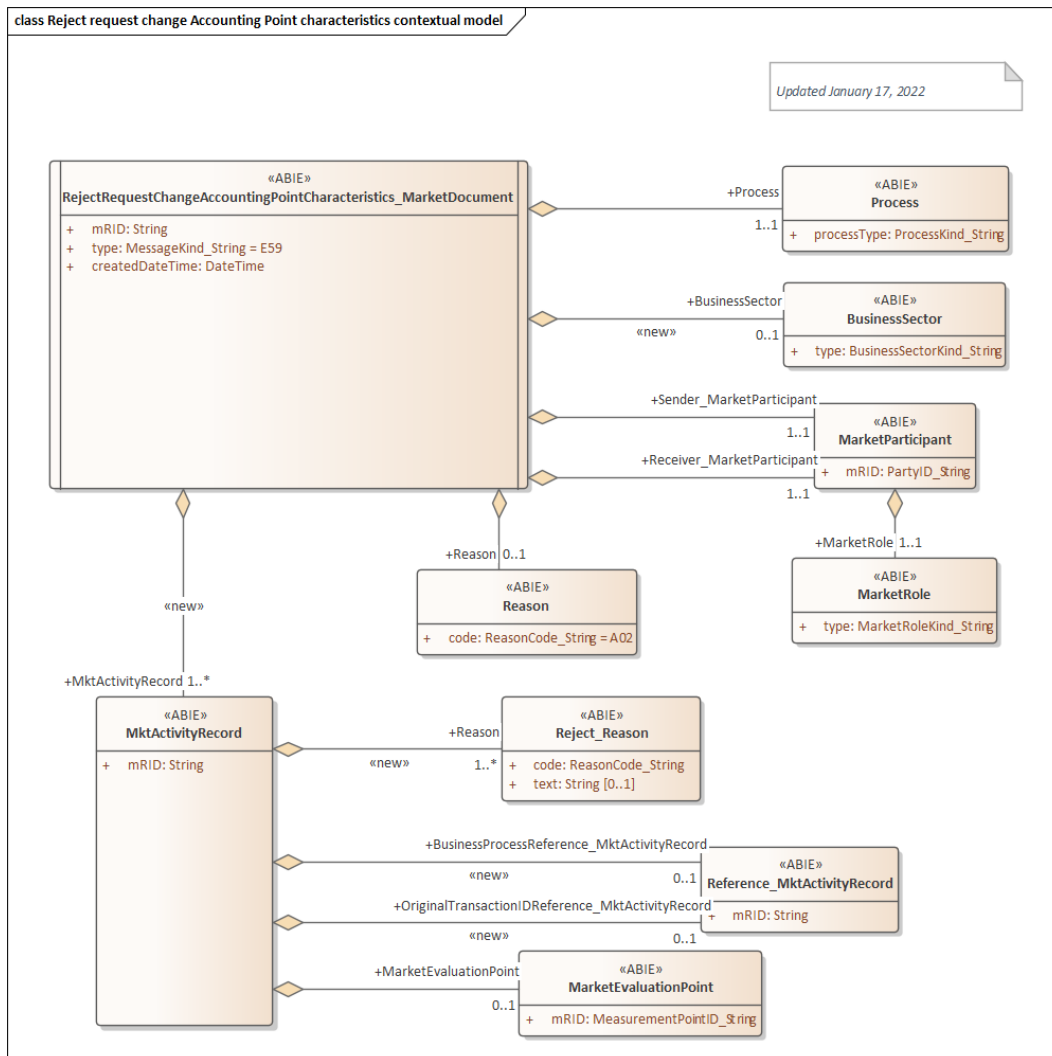 class Reject request change Accounting Point characteristics contextual model
Updated January 17, 2022
«ABIE»
RejectRequestChangeAccountingPointCharacteristics_MarketDocument
+ mRID: String
+ type: MessageKind_String = E59
+ createdDateTime: DateTime
+Process
1..1
«ABIE»
Process
+ processType: ProcessKind_String
+BusinessSector
«new»
0..1
«ABIE»
BusinessSector
+ type: BusinessSectorKind_String
+Sender_MarketParticipant
1..1
+Receiver_MarketParticipant
1..1
«ABIE»
MarketParticipant
+ mRID: PartyID_String
+MarketRole 1..1
«ABIE»
MarketRole
+ type: MarketRoleKind_String
+Reason 0..1
«ABIE»
Reason
+ code: ReasonCode_String = A02
«new»
+MktActivityRecord 1..*
«ABIE»
MktActivityRecord
+ mRID: String
+Reason
«new»
1..*
«ABIE»
Reject_Reason
+ code: ReasonCode_String
+ text: String [0..1]
+BusinessProcessReference_MktActivityRecord
«new»
0..1
+OriginalTransactionIDReference_MktActivityRecord
«new»
0..1
«ABIE»
Reference_MktActivityRecord
+ mRID: String
+MarketEvaluationPoint
0..1
«ABIE»
MarketEvaluationPoint
+ mRID: MeasurementPointID_String